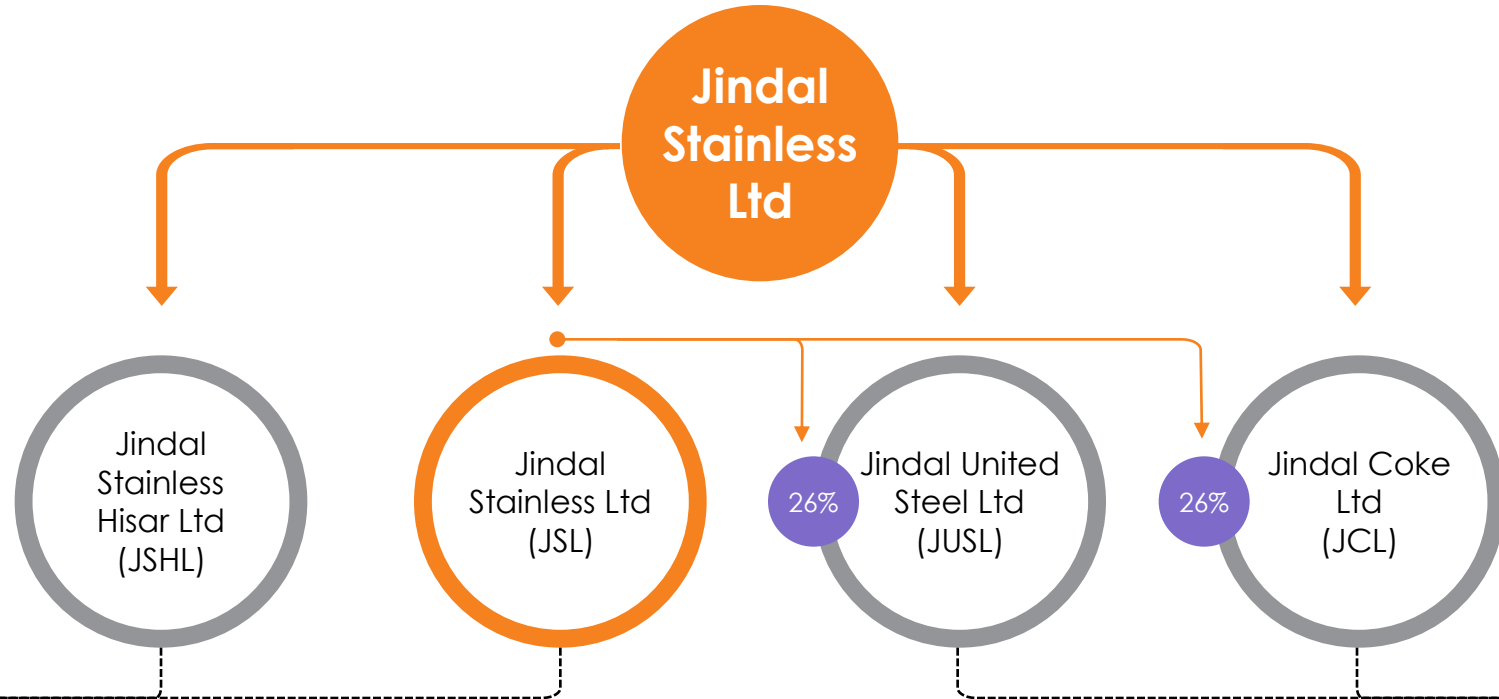 Jindal
Stainless
Ltd
Jindal
Stainless
Hisar Ltd
(JSHL)
Jindal
Stainless Ltd
(JSL)
26%
Jindal United
Steel Ltd
(JUSL)
26%
Jindal Coke
Ltd
(JCL)